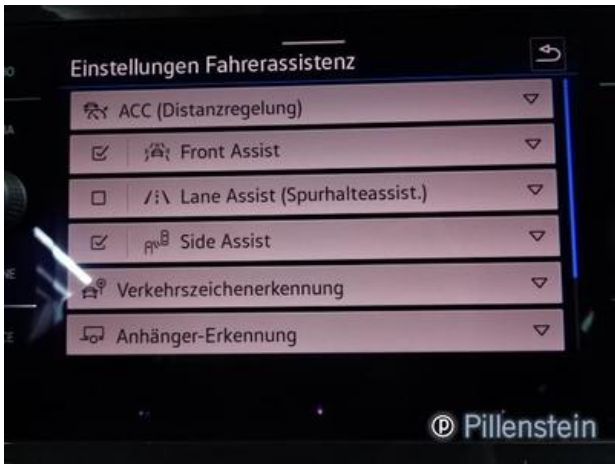 Einstellungen Fahrerassistenz
ACC (Distanzregelung)
Front Assist
Lane Assist (Spurhalteassist.)
Side Assist
Verkehrszeichenerkennung
Anhänger-Erkennung
Ⓟ Pillenstein